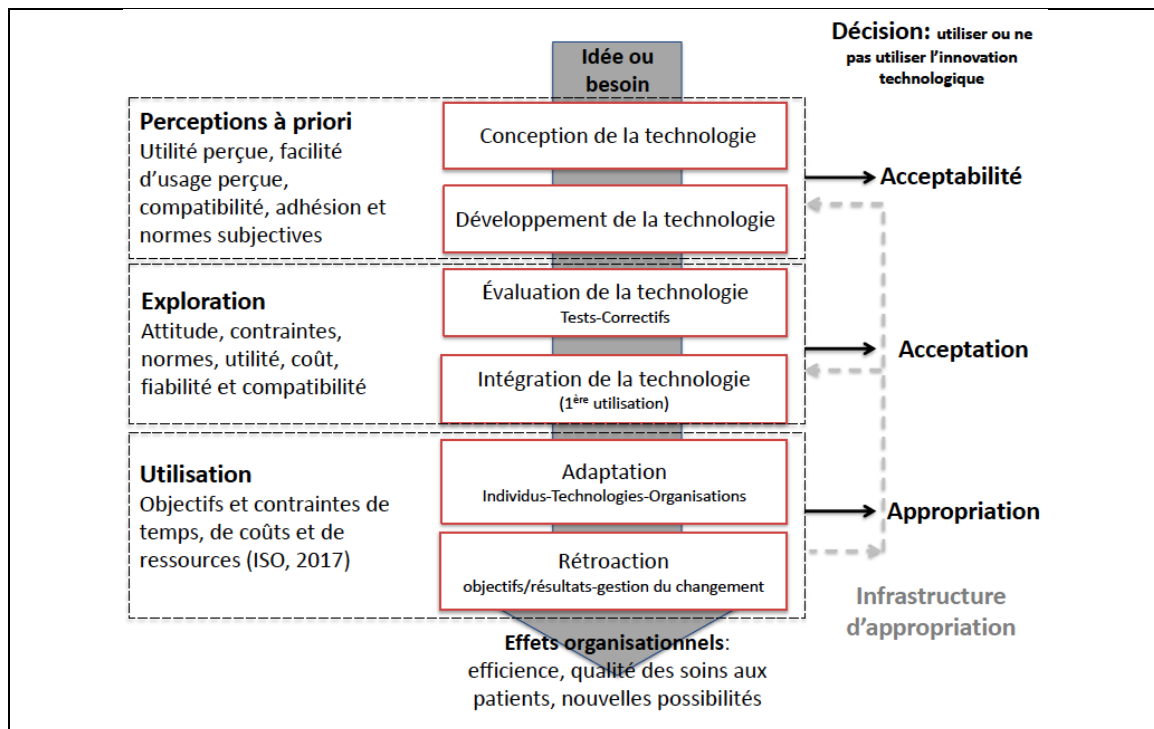 Décision: utiliser ou ne
pas utiliser l'innovation
technologique
Idée ou
besoin
Perceptions à priori
Utilité perçue, facilité
d'usage perçue,
compatibilité, adhésion et
normes subjectives
Conception de la technologie
Développement de la technologie
Acceptabilité
Exploration
Attitude, contraintes,
normes, utilité, coût,
fiabilité et compatibilité
Évaluation de la technologie
Tests-Correctifs
Intégration de la technologie
(1ère utilisation)
Acceptation
Utilisation
Objectifs et contraintes de
temps, de coûts et de
ressources (ISO, 2017)
Adaptation
Individus-Technologies-Organisations
Rétroaction
objectifs/résultats-gestion du changement
Appropriation
Infrastructure
d'appropriation
Effets organisationnels:
efficience, qualité des soins aux
patients, nouvelles possibilités